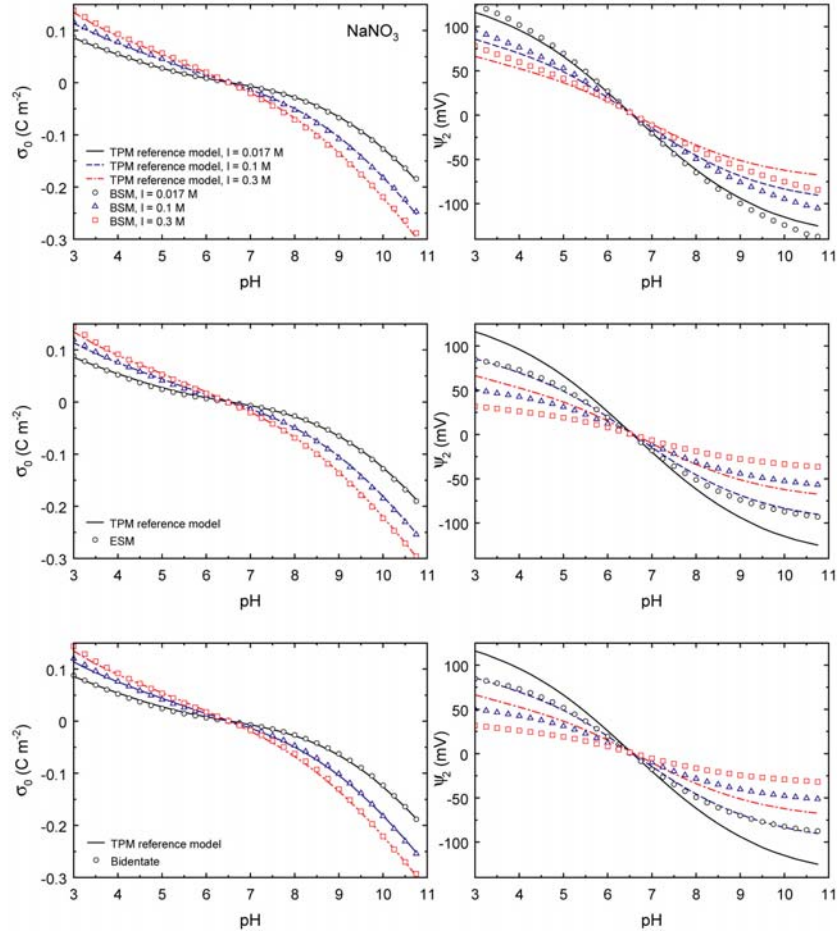 NaNO3
σ0 (C m-2)
0.1
0
-0.1
-0.2
-0.3
TPM reference model, I = 0.017 M
TPM reference model, I = 0.1 M
TPM reference model, I = 0.3 M
BSM, I = 0.017 M
BSM, I = 0.1 M
BSM, I = 0.3 M
3 4 5 6 7 8 9 10 11
pH
ψ2 (mV)
100
50
0
-50
-100
3 4 5 6 7 8 9 10 11
pH
σ0 (C m-2)
0.1
0
-0.1
-0.2
-0.3
TPM reference model
ESM
3 4 5 6 7 8 9 10 11
pH
ψ2 (mV)
100
50
0
-50
-100
3 4 5 6 7 8 9 10 11
pH
σ0 (C m-2)
0.1
0
-0.1
-0.2
-0.3
TPM reference model
Bidentate
3 4 5 6 7 8 9 10 11
pH
ψ2 (mV)
100
50
0
-50
-100
3 4 5 6 7 8 9 10 11
pH